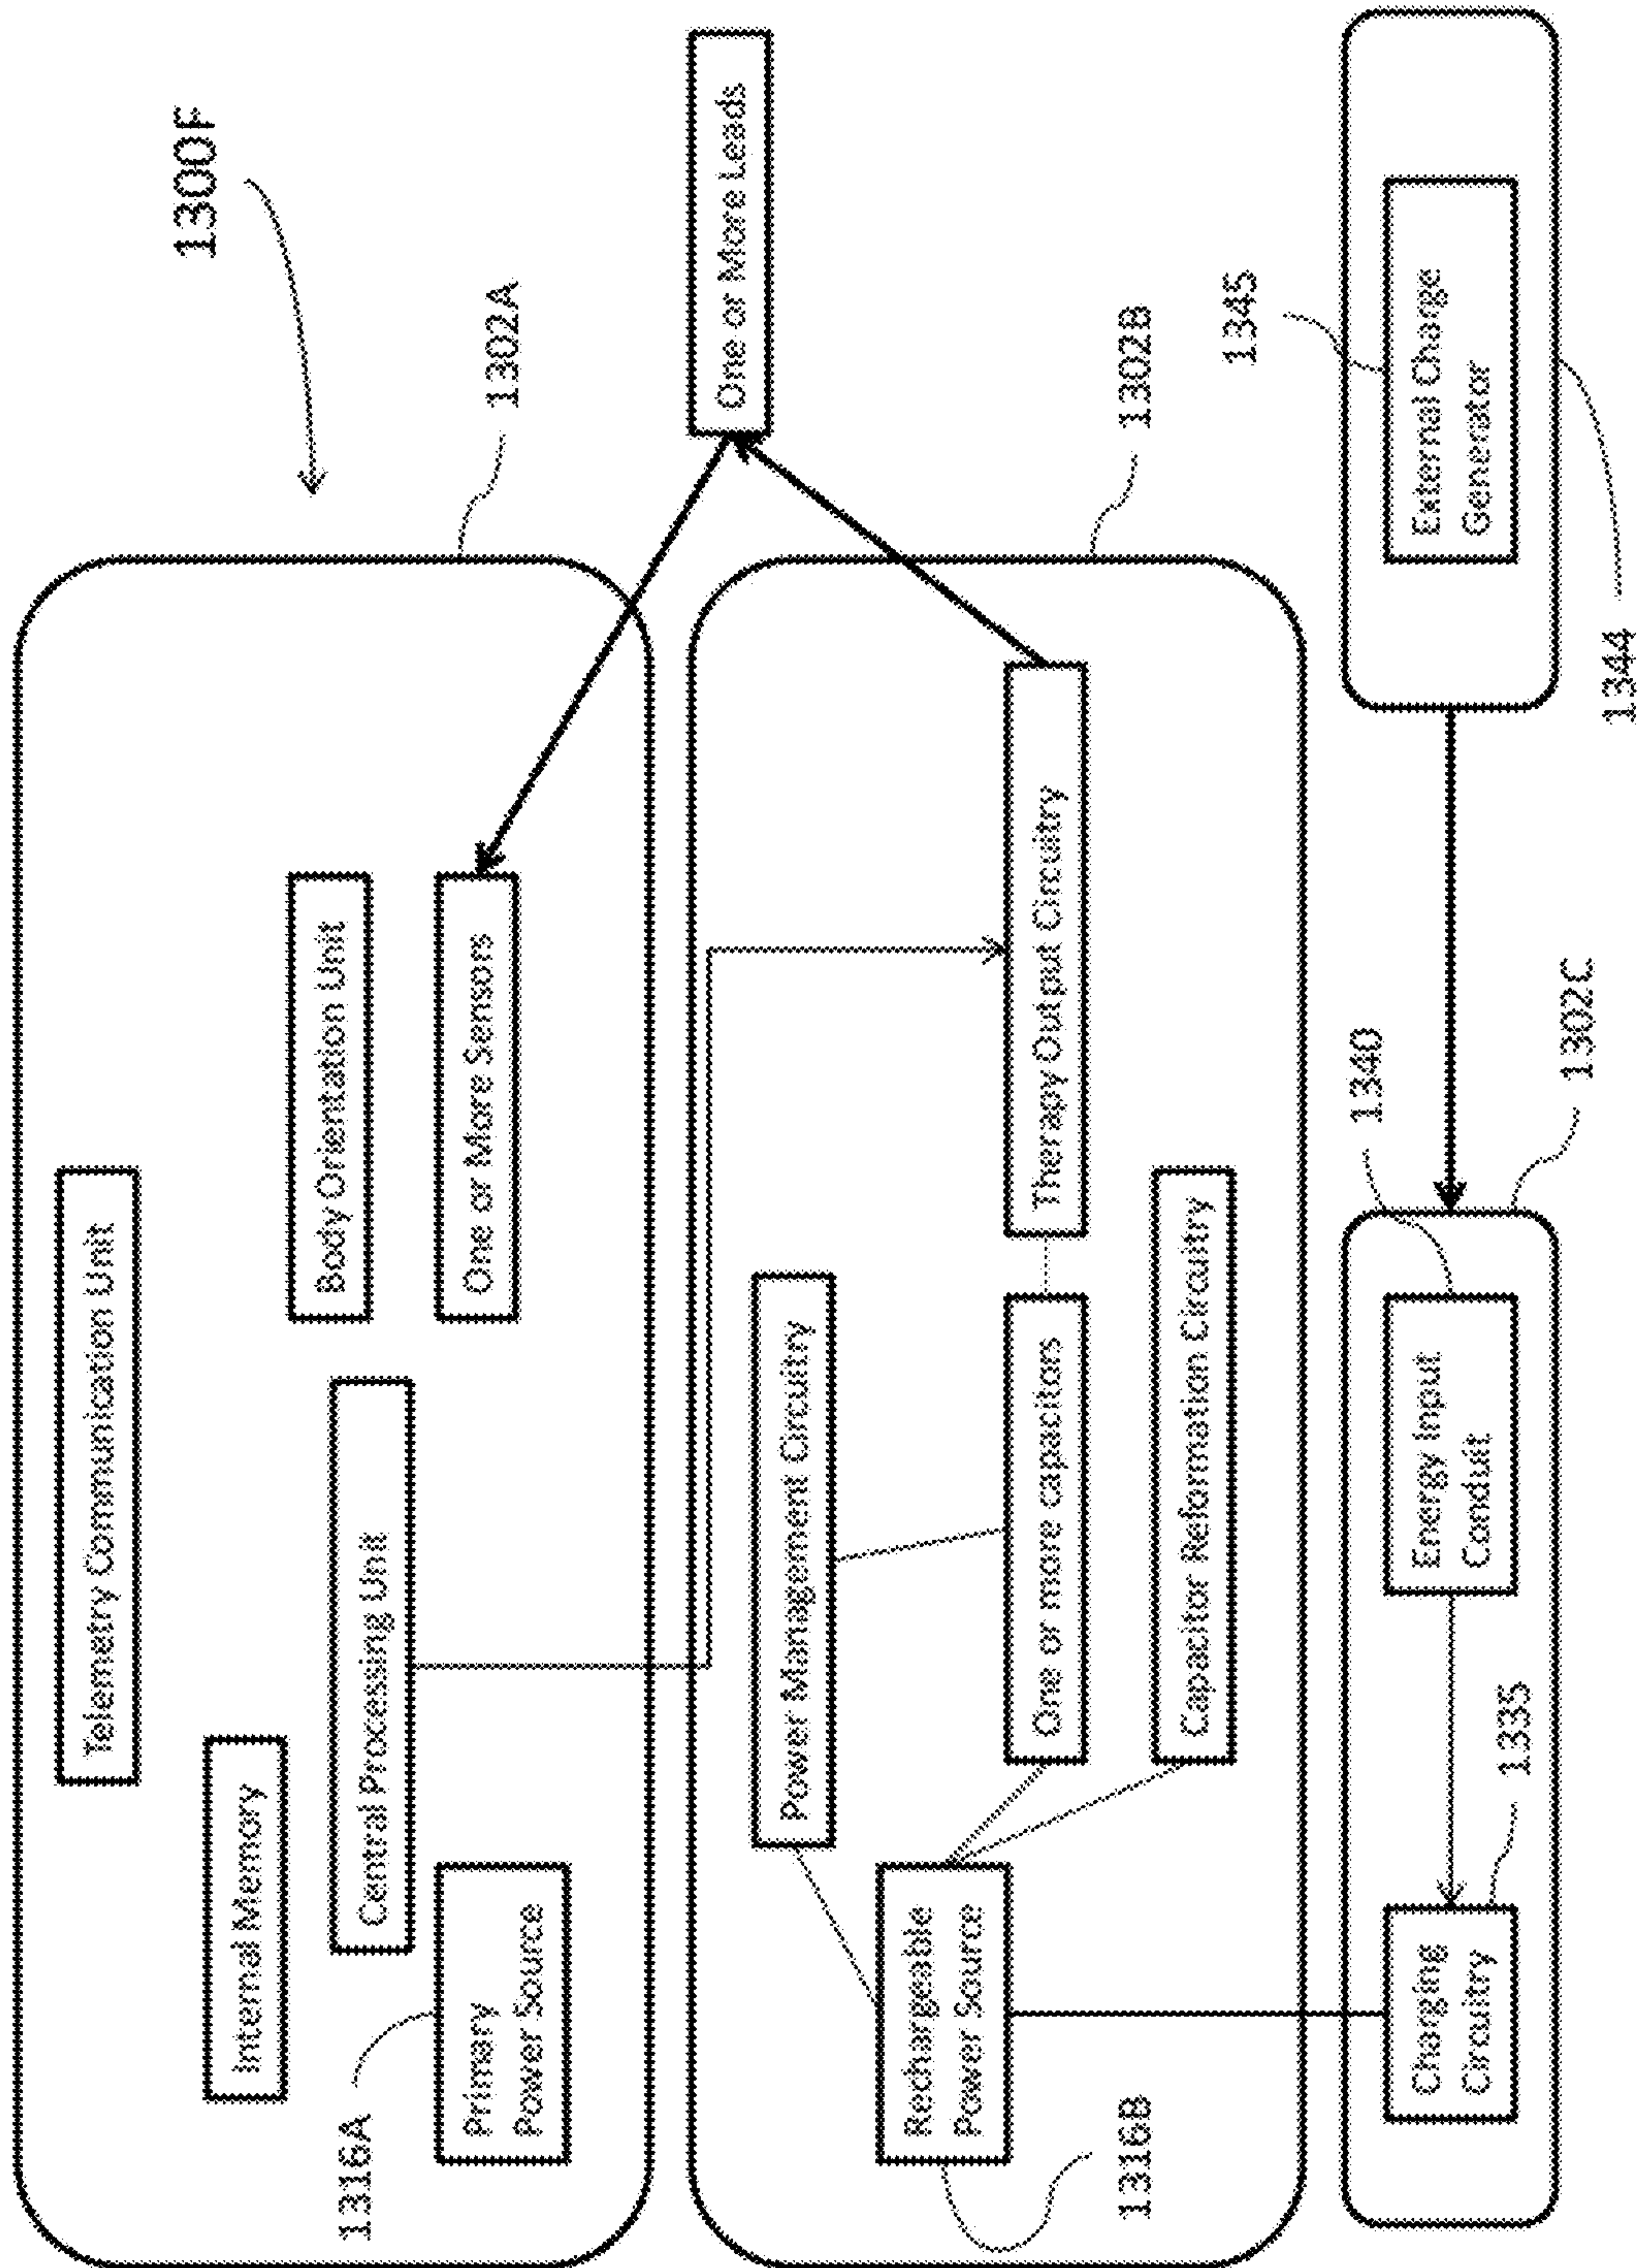 1300F
Telemetry Communication Unit
Internal Memory
Body Orientation Unit
Central Processing Unit
1316A
Primary
Power Source
One or More Sensors
1302A
One or More Leads
Power Management Circuitry
Rechargeable
Power Source
One or more capacitors
Therapy Output Circuitry
1302B
1316B
Capacitor Reformation Circuitry
1340
1345
Charging
Circuitry
Energy Input
Conduit
External Charge
Generator
1335
1302C
1344